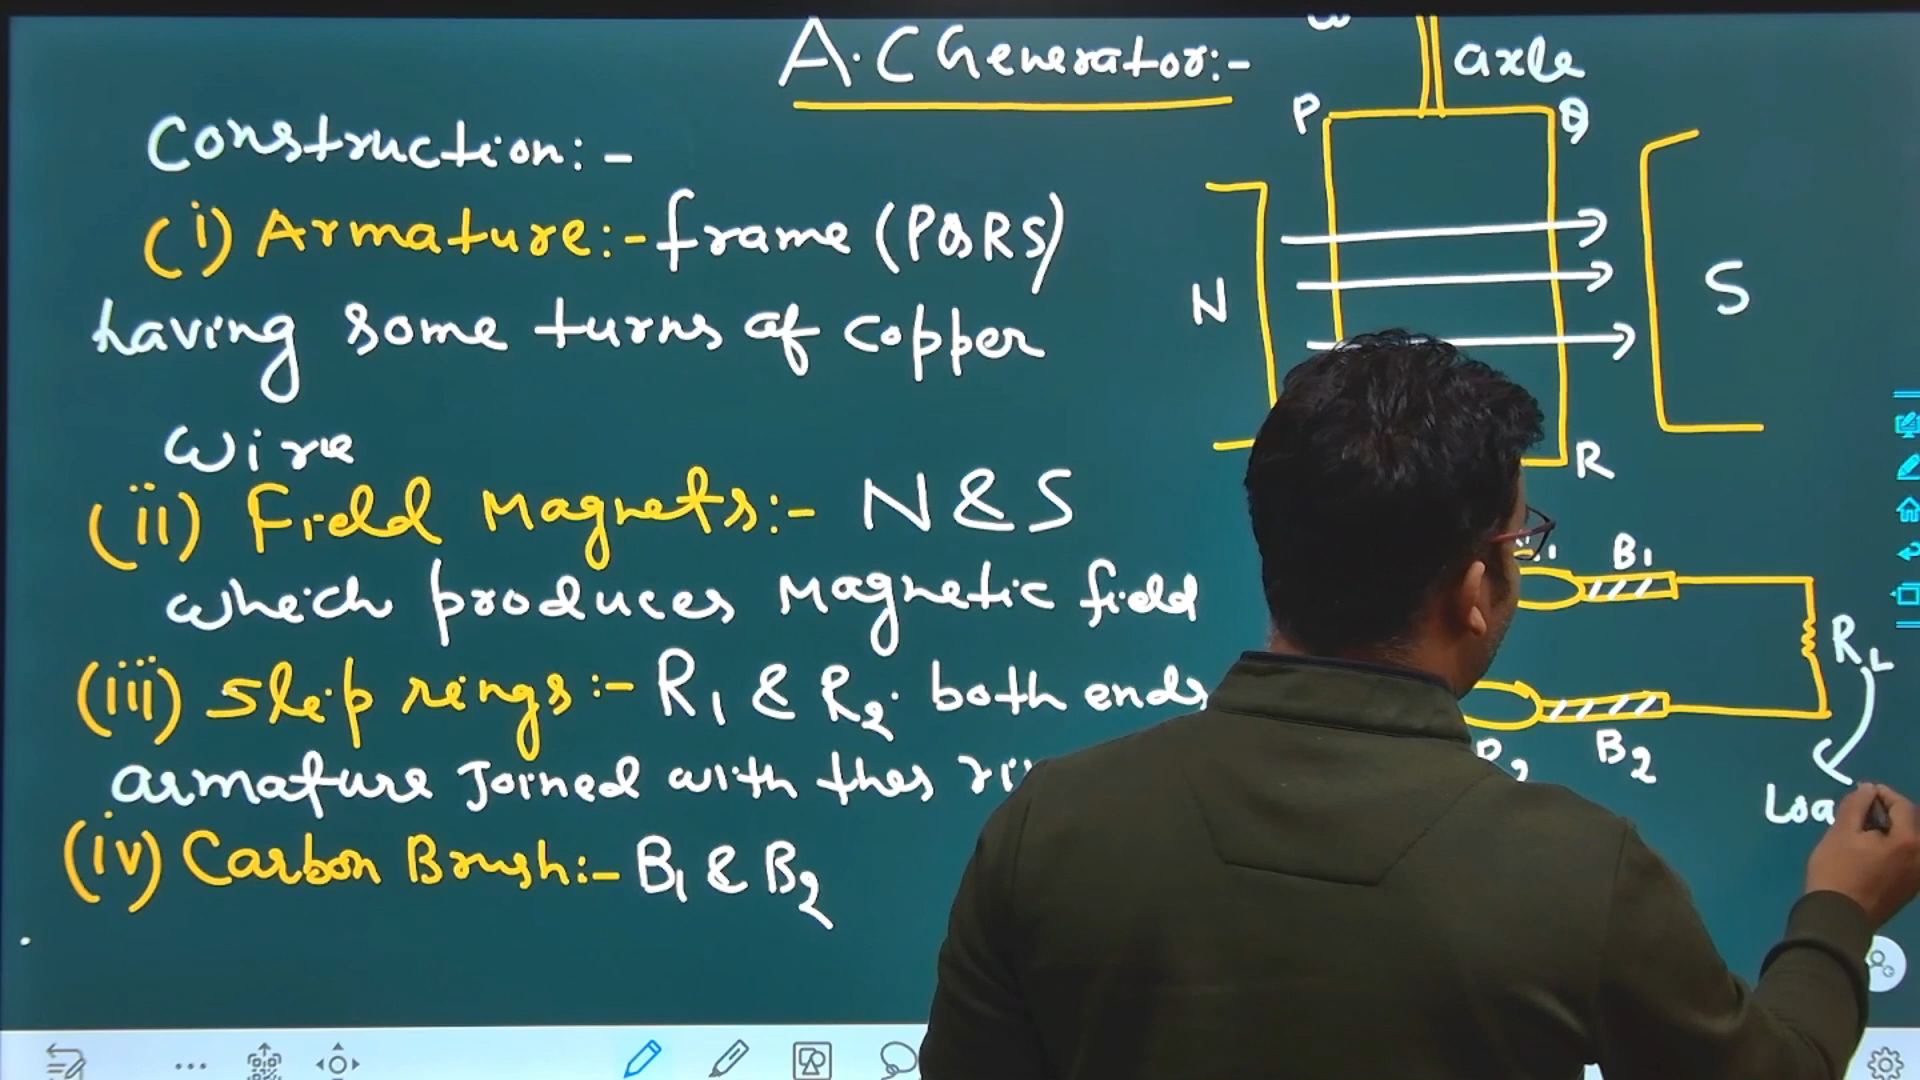 A.C Generator:-
ω
axle
Construction:-
P
Q
(i) Armature:- frame (PQRS)
N
S
having some turns of copper
wire
R
(ii) Field Magnets:- N & S
B1
which produces Magnetic field
RL
(iii) Slip rings:- R1 & R2. both ends
B2
armature Joined with thes
Loa
(iv) Carbon Brush:- B1 & B2